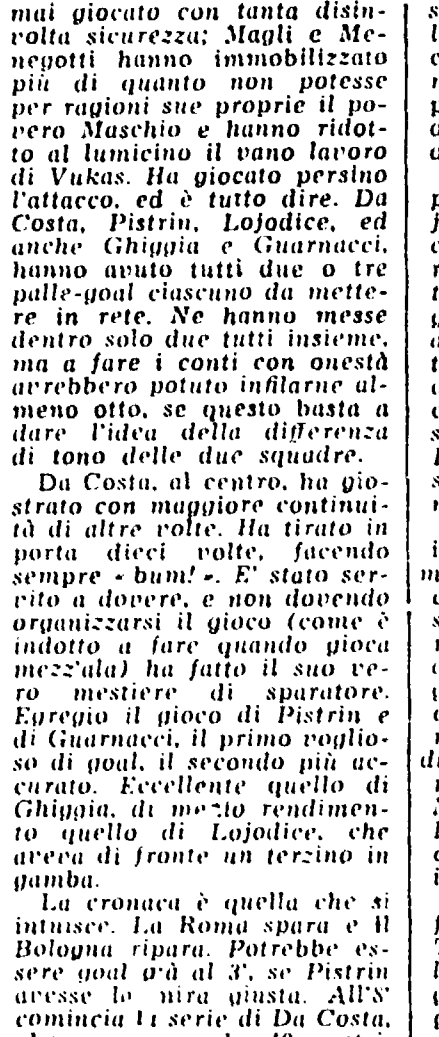 mai giocato con tanta disin-
volta sicurezza; Magli e Me-
negotti hanno immobilizzato
più di quanto non potesse
per ragioni sue proprie il po-
vero Maschio e hanno ridot-
to al lumicino il vano lavoro
di Vukas. Ha giocato persino
l'attacco, ed è tutto dire. Da
Costa, Pistrin, Lojodice, ed
anche Ghiggia e Guarnacci,
hanno avuto tutti due o tre
palle-goal ciascuno da mette-
re in rete. Ne hanno messe
dentro solo due tutti insieme,
ma a fare i conti con onestà
avrebbero potuto infilarne al-
meno otto, se questo basta a
dare l'idea della differenza
di tono delle due squadre.
Da Costa, al centro, ha gio-
strato con maggiore continui-
tà di altre volte. Ha tirato in
porta dieci volte, facendo
sempre « bum! ». E' stato ser-
vito a dovere, e non dovendo
organizzarsi il gioco (come è
indotto a fare quando gioca
mezz'ala) ha fatto il suo ve-
ro mestiere di sparatore.
Egregio il gioco di Pistrin e
di Guarnacci, il primo voglio-
so di goal, il secondo più ac-
curato. Eccellente quello di
Ghiggia, di rendimen-
to quello di Lojodice, che
aveva di fronte un terzino in
gamba.
La cronaca è quella che si
intuisce. La Roma spara e il
Bologna ripara. Potrebbe es-
sere goal già al 3', se Pistrin
avesse la mira giusta. All'8'
comincia la serie di Da Costa,